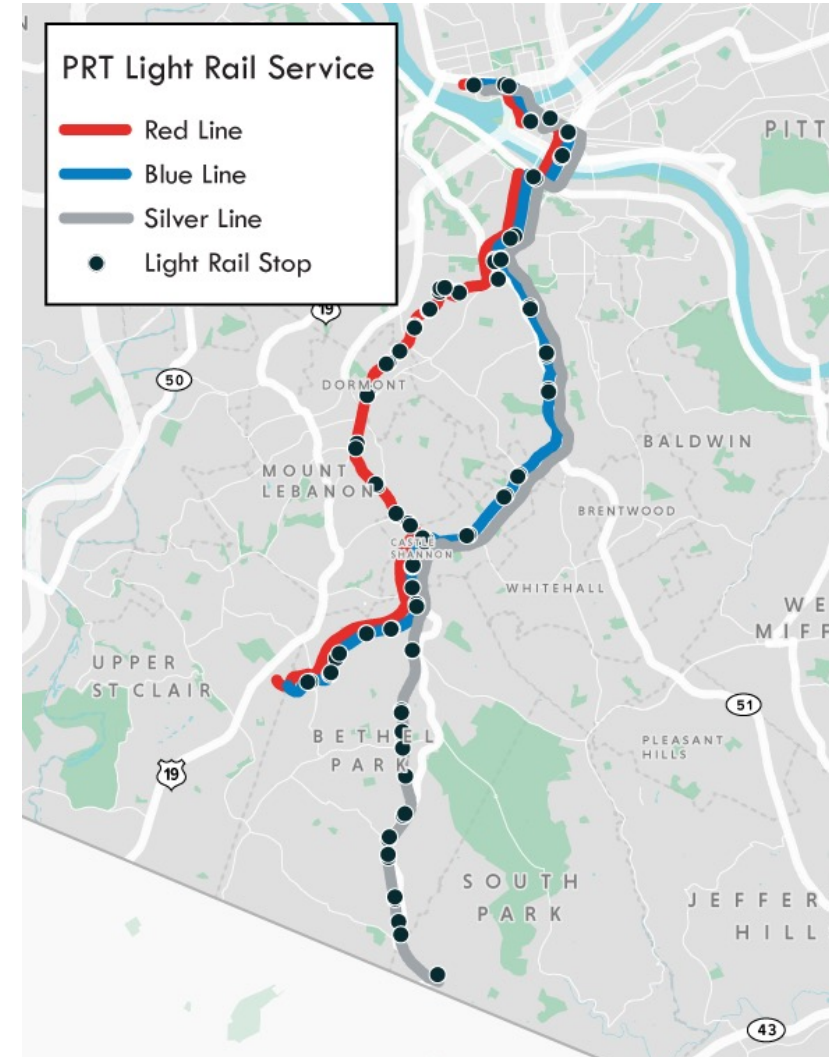 N
PRT Light Rail Service
Red Line
Blue Line
Silver Line
Light Rail Stop
PITT
19
50
DORMONT
BALDWIN
MOUNT
LEBANON
BRENTWOOD
CASTLE
SHANNON
WHITEHALL
WE
MIFF
UPPER
ST CLAIR
51
BETHEL
PARK
PLEASANT
HILLS
19
SOUTH
PARK
JEFFER
HILL
43